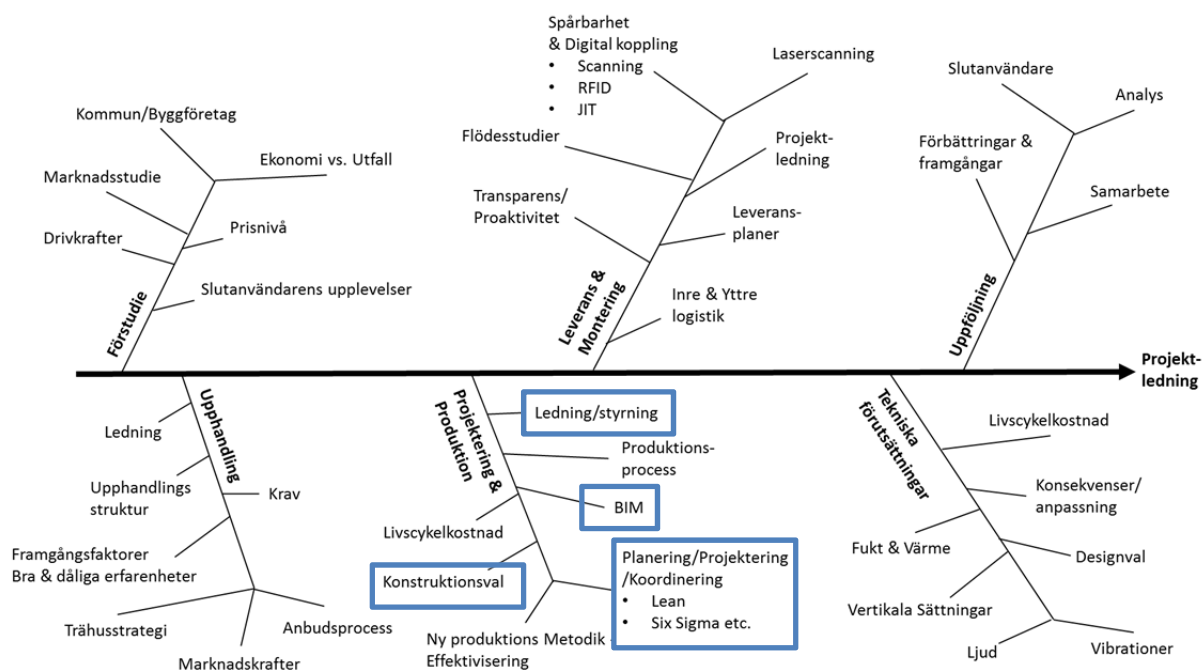 Spårbarhet
& Digital koppling
• Scanning
• RFID
• JIT
Laserscanning
Slutanvändare
Analys
Kommun/Byggföretag
Flödesstudier
Projekt-
ledning
Förbättringar &
framgångar
Ekonomi vs. Utfall
Marknadsstudie
Transparens/
Proaktivitet
Samarbete
Leverans-
planer
Prisnivå
Drivkrafter
Slutanvändarens upplevelser
Inre & Yttre
logistik
Förstudie
Leverans &
Montering
Uppföljning
Projekt-
ledning
Upphandling
Projektering &
Produktion
Tekniska
förutsättningar
Ledning/styrning
Ledning
Livscykelkostnad
Produktions-
process
Upphandlings
struktur
Krav
BIM
Konsekvenser/
anpassning
Livscykelkostnad
Framgångsfaktorer
Bra & dåliga erfarenheter
Konstruktionsval
Planering/Projektering
/Koordinering
• Lean
• Six Sigma etc.
Fukt & Värme
Designval
Vertikala Sättningar
Trähusstrategi
Anbudsprocess
Marknadskrafter
Ny produktions Metodik -
Effektivisering
Ljud
Vibrationer